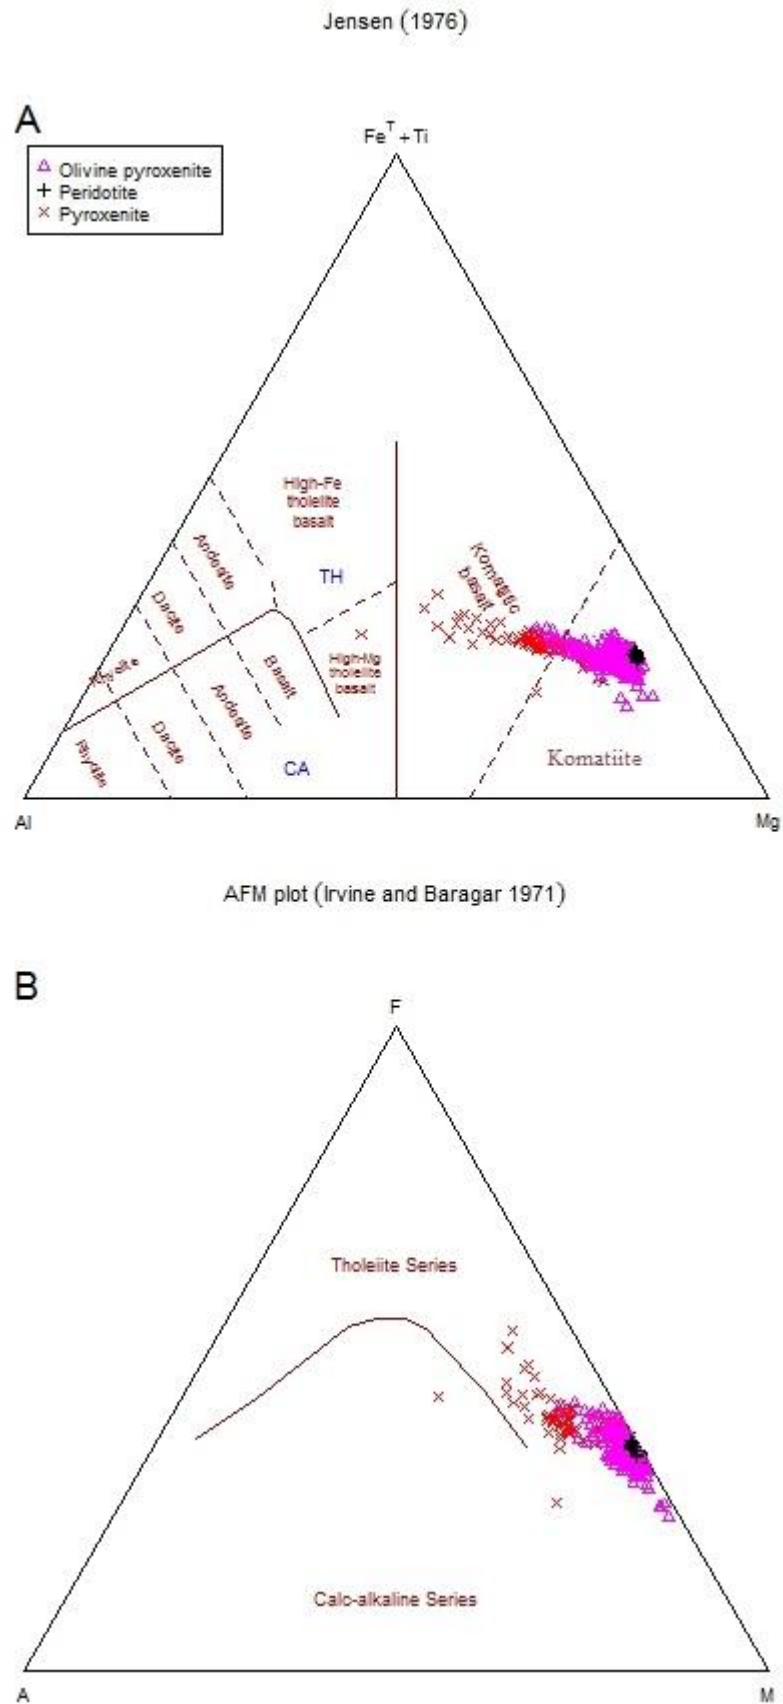 Jensen (1976)
A
Fe^T + Ti
Olivine pyroxenite
Peridotite
Pyroxenite
High-Fe
tholeiite
basalt
TH
Andesite
Dacite
Rhyolite
Komatiitic
basalt
High-Mg
tholeiite
basalt
Basalt
Andesite
Dacite
Rhyolite
CA
Komatiite
Al
Mg
AFM plot (Irvine and Baragar 1971)
B
F
Tholeiite Series
Calc-alkaline Series
A
M